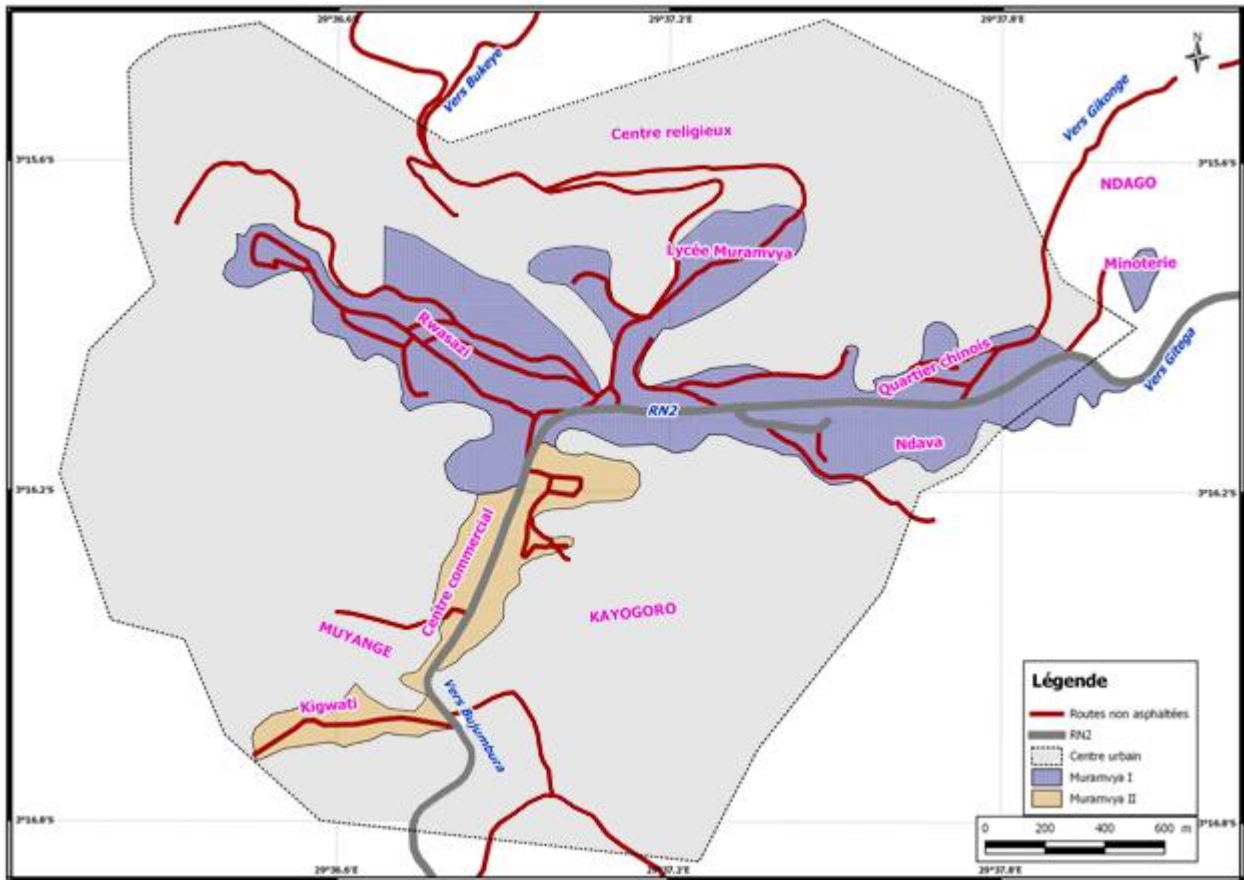 29°36.6'E
29°37.2'E
29°37.8'E
N
Vers Bukeye
Vers Gikonge
Centre religieux
3°15.6'S
3°15.6'S
NDAGO
Lycée Muramvya
Minoterie
Rwasazi
Quartier chinois
Vers Gitega
RN2
Ndava
3°16.2'S
3°16.2'S
Centre commercial
KAYOGORO
MUYANGE
Kigwati
Vers Bujumbura
Légende
Routes non asphaltées
RN2
Centre urbain
Muramvya I
Muramvya II
3°16.8'S
3°16.8'S
0 200 400 600 m
29°36.6'E
29°37.2'E
29°37.8'E